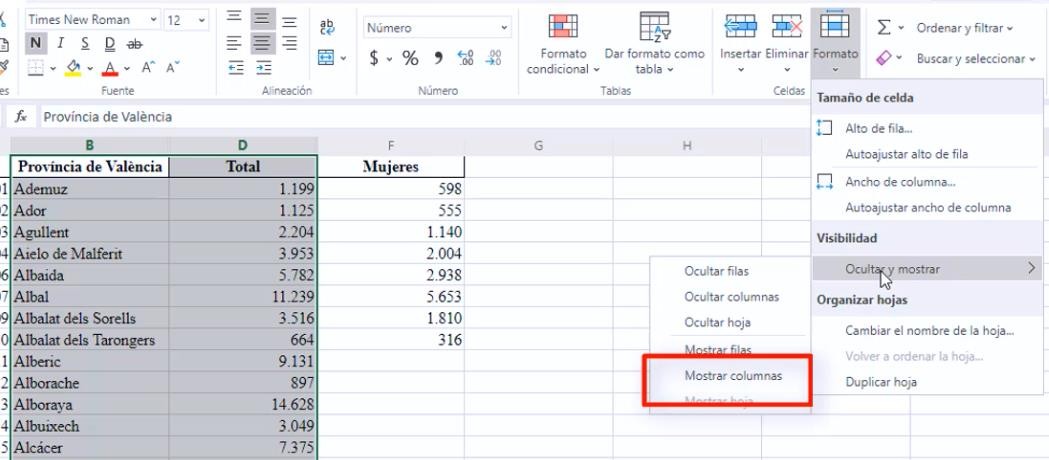 Times New Roman 12
N I S D ab
Fuente
ab
Alineación
Número
$ % , ,00
Número
Formato condicional
Dar formato como tabla
Tablas
Insertar Eliminar Formato
Celdas
Σ Ordenar y filtrar
Buscar y seleccionar
fx Província de València
B D F G H
Província de València Total Mujeres
Ademuz 1.199 598
Ador 1.125 555
Agullent 2.204 1.140
Aielo de Malferit 3.953 2.004
Albaida 5.782 2.938
Albal 11.239 5.653
Albalat dels Sorells 3.516 1.810
Albalat dels Tarongers 664 316
Alberic 9.131
Alborache 897
Alboraya 14.628
Albuixech 3.049
Alcácer 7.375
Tamaño de celda
Alto de fila...
Autoajustar alto de fila
Ancho de columna...
Autoajustar ancho de columna
Visibilidad
Ocultar y mostrar
Organizar hojas
Cambiar el nombre de la hoja...
Volver a ordenar la hoja...
Duplicar hoja
Ocultar filas
Ocultar columnas
Ocultar hoja
Mostrar filas
Mostrar columnas
Mostrar hoja